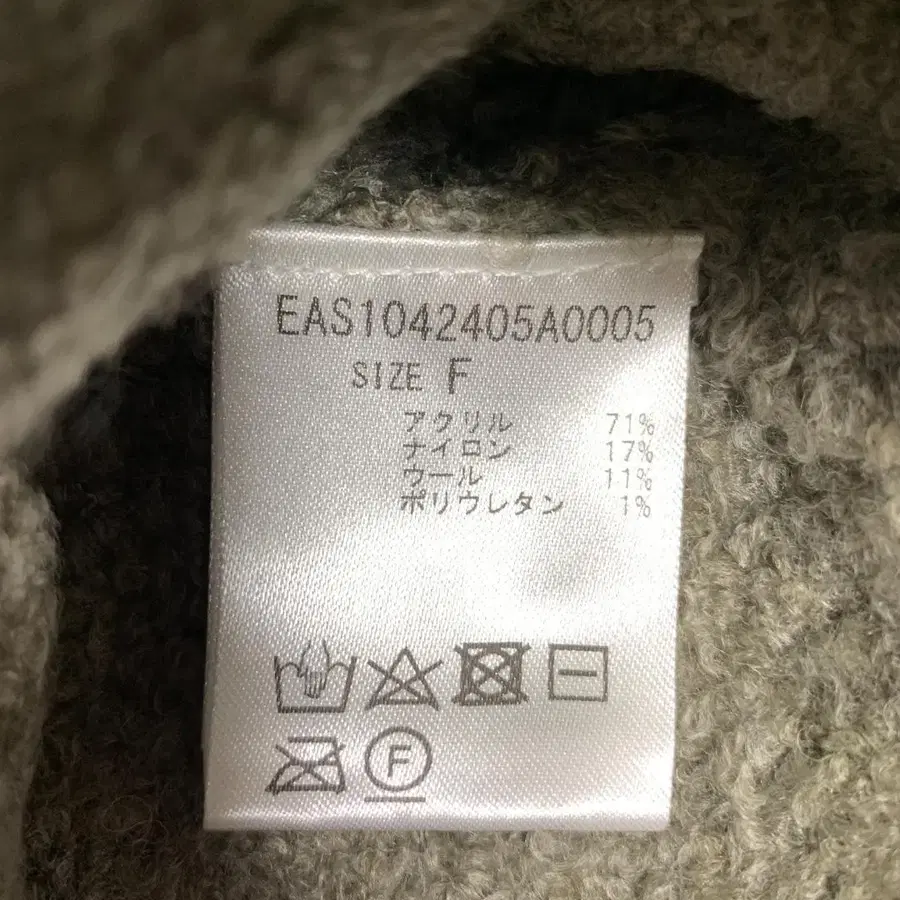 EAS1042405A0005
SIZE F
アクリル 71%
ナイロン 17%
ウール 11%
ポリウレタン 1%
F